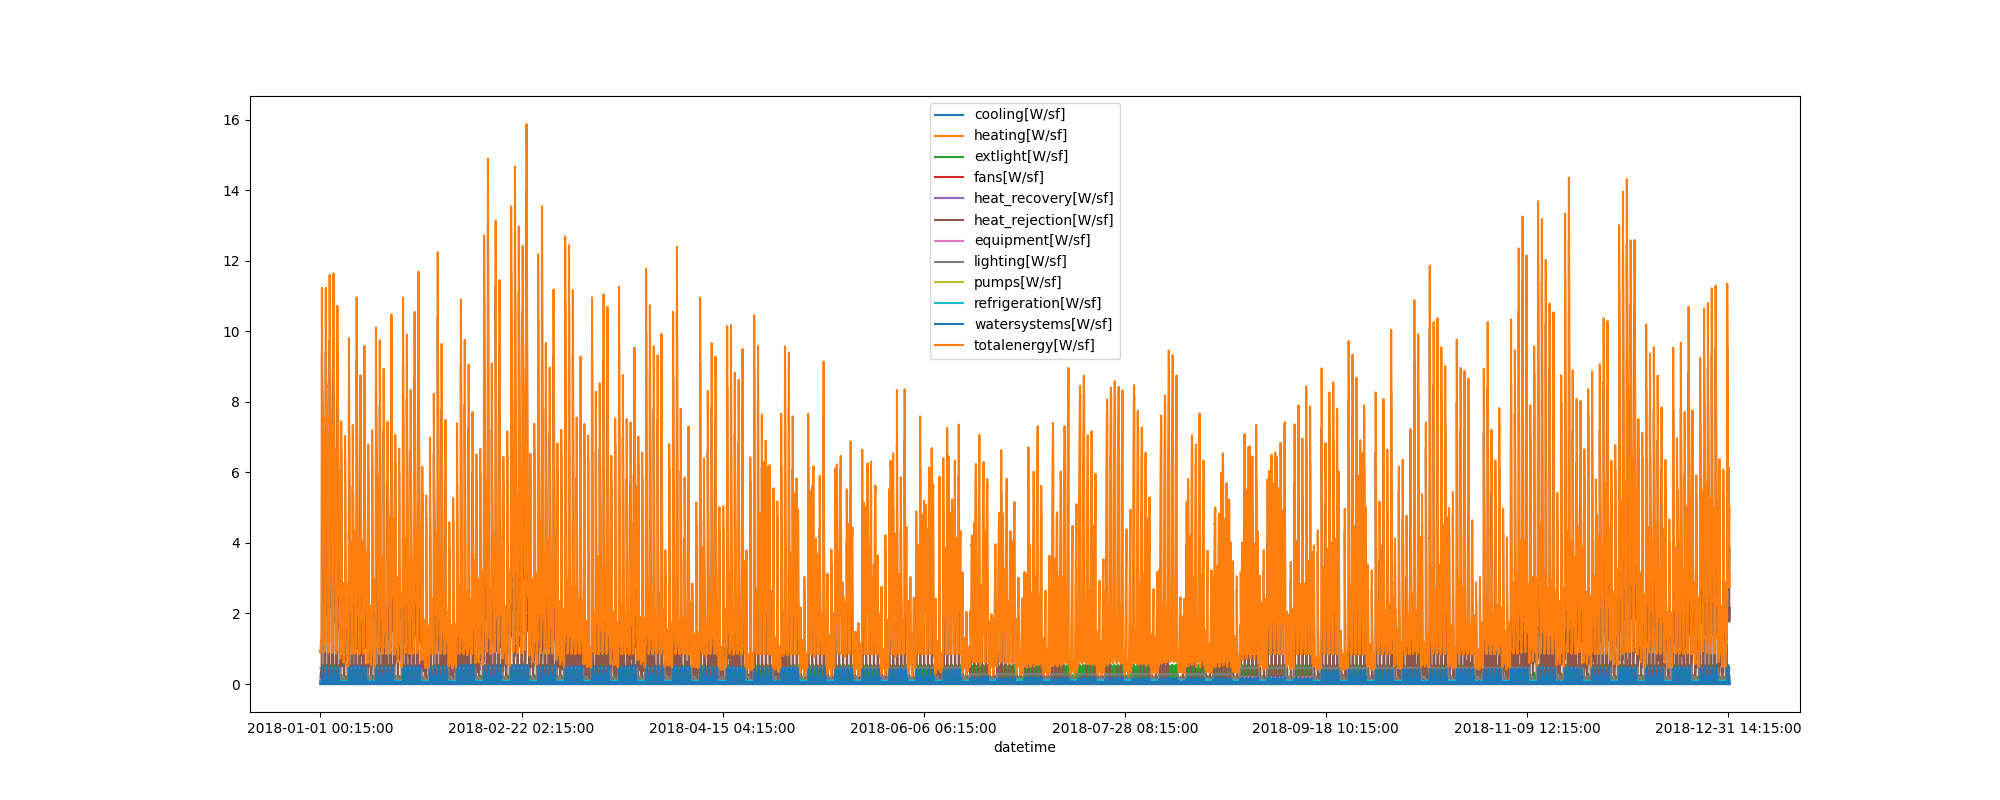 16
14
12
10
8
6
4
2
0
cooling[W/sf]
heating[W/sf]
extlight[W/sf]
fans[W/sf]
heat_recovery[W/sf]
heat_rejection[W/sf]
equipment[W/sf]
lighting[W/sf]
pumps[W/sf]
refrigeration[W/sf]
watersystems[W/sf]
totalenergy[W/sf]
2018-01-01 00:15:00 2018-02-22 02:15:00 2018-04-15 04:15:00 2018-06-06 06:15:00 2018-07-28 08:15:00 2018-09-18 10:15:00 2018-11-09 12:15:00 2018-12-31 14:15:00
datetime